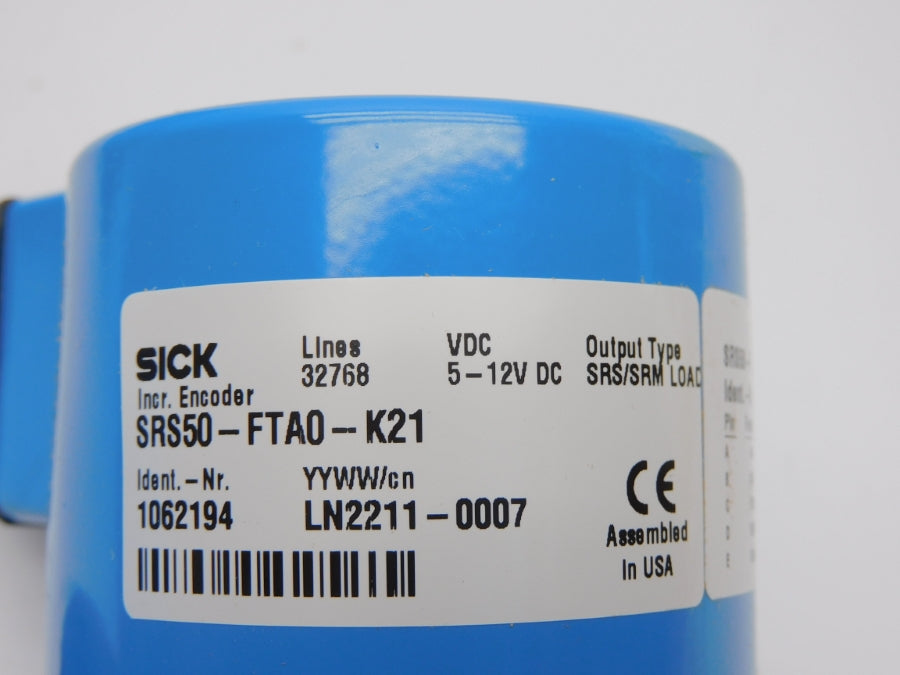 SICK
Lines
32768
VDC
5-12V DC
Output Type
SRS/SRM LOAD
Incr. Encoder
SRS50-FTA0-K21
Ident.-Nr.
1062194
YYWW/cn
LN2211-0007
CE
Assembled
In USA